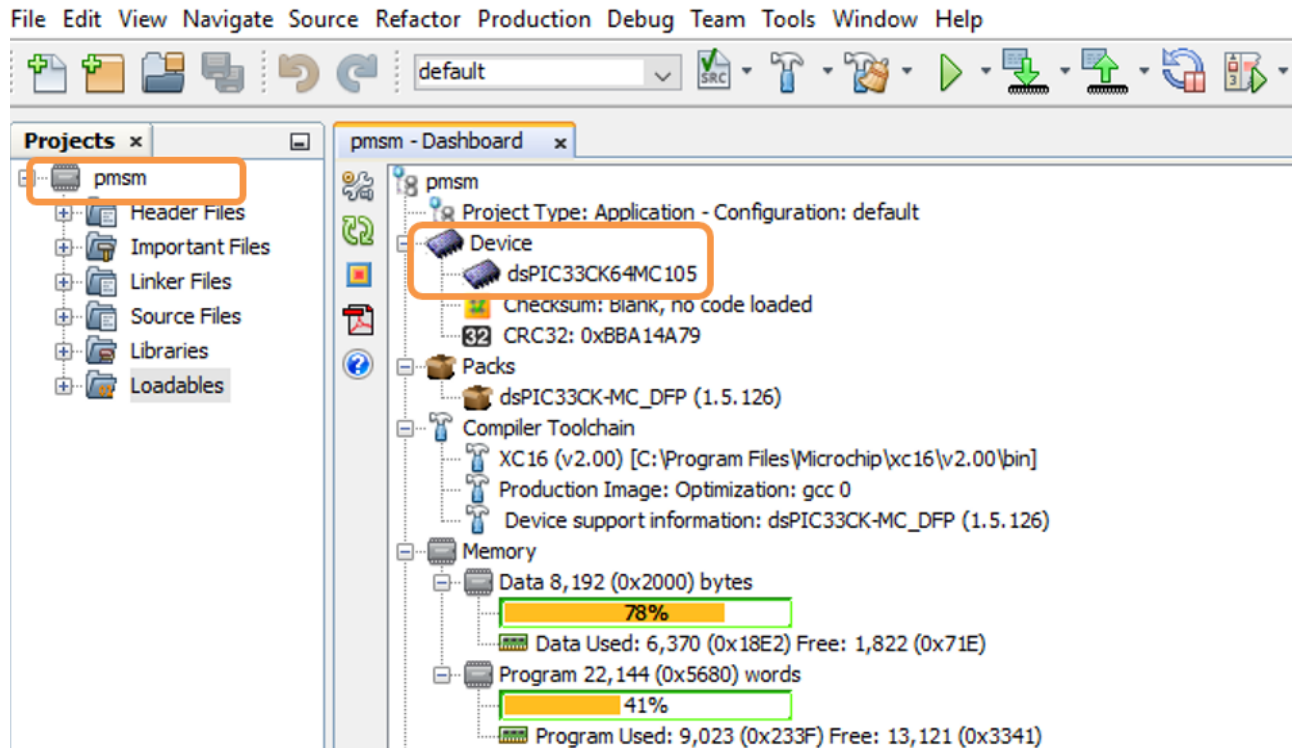 File Edit View Navigate Source Refactor Production Debug Team Tools Window Help
default
SRC
Projects x
pmsm
Header Files
Important Files
Linker Files
Source Files
Libraries
Loadables
pmsm - Dashboard x
pmsm
Project Type: Application - Configuration: default
Device
dsPIC33CK64MC105
Checksum: Blank, no code loaded
32 CRC32: 0xBBA14A79
Packs
dsPIC33CK-MC_DFP (1.5.126)
Compiler Toolchain
XC16 (v2.00) [C:\Program Files\Microchip\xc16\v2.00\bin]
Production Image: Optimization: gcc 0
Device support information: dsPIC33CK-MC_DFP (1.5.126)
Memory
Data 8,192 (0x2000) bytes
78%
Data Used: 6,370 (0x18E2) Free: 1,822 (0x71E)
Program 22,144 (0x5680) words
41%
Program Used: 9,023 (0x233F) Free: 13,121 (0x3341)